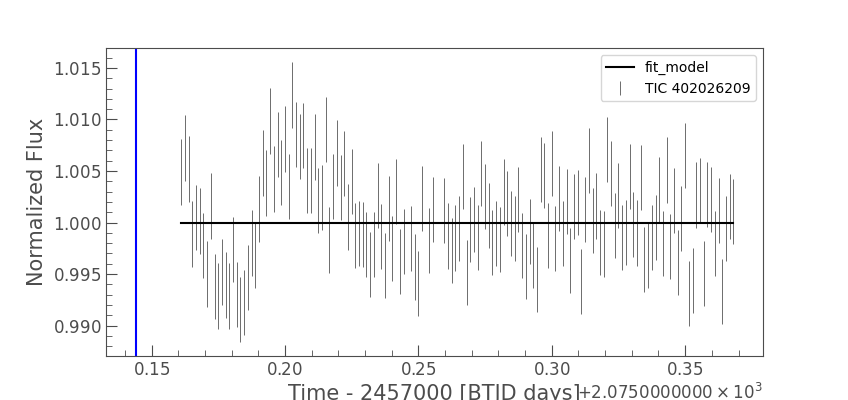 fit_model
TIC 402026209
Normalized Flux
1.015
1.010
1.005
1.000
0.995
0.990
0.15
0.20
0.25
0.30
0.35
Time - 2457000 [BTJD days]
+2.0750000000 × 10³